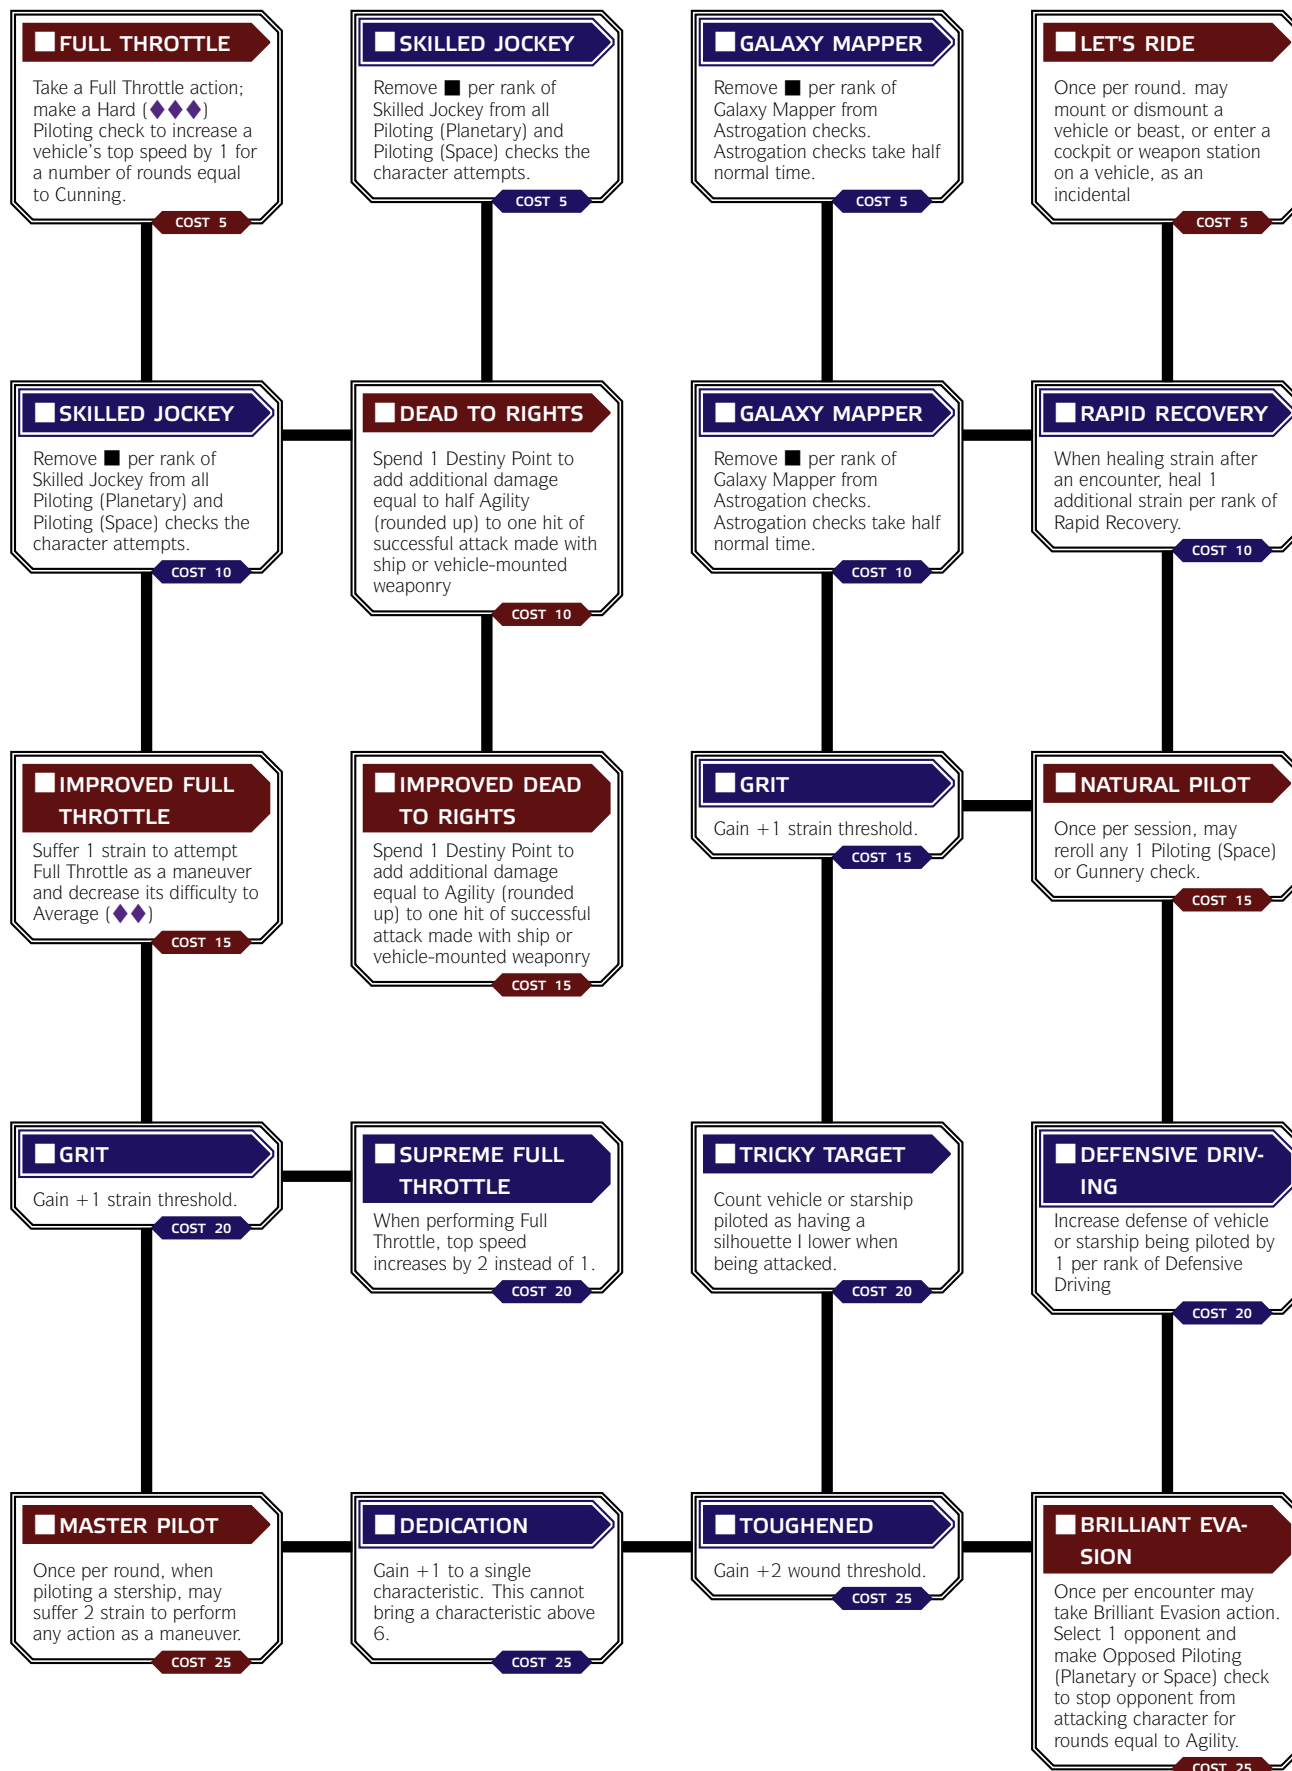 FULL THROTTLE
Take a Full Throttle action;
make a Hard (♦♦♦)
Piloting check to increase a
vehicle's top speed by 1 for
a number of rounds equal
to Cunning.
COST 5
SKILLED JOCKEY
Remove ■ per rank of
Skilled Jockey from all
Piloting (Planetary) and
Piloting (Space) checks the
character attempts.
COST 5
GALAXY MAPPER
Remove ■ per rank of
Galaxy Mapper from
Astrogation checks.
Astrogation checks take half
normal time.
COST 5
LET'S RIDE
Once per round. may
mount or dismount a
vehicle or beast, or enter a
cockpit or weapon station
on a vehicle, as an
incidental
COST 5
SKILLED JOCKEY
Remove ■ per rank of
Skilled Jockey from all
Piloting (Planetary) and
Piloting (Space) checks the
character attempts.
COST 10
DEAD TO RIGHTS
Spend 1 Destiny Point to
add additional damage
equal to half Agility
(rounded up) to one hit of
successful attack made with
ship or vehicle-mounted
weaponry
COST 10
GALAXY MAPPER
Remove ■ per rank of
Galaxy Mapper from
Astrogation checks.
Astrogation checks take half
normal time.
COST 10
RAPID RECOVERY
When healing strain after
an encounter, heal 1
additional strain per rank of
Rapid Recovery.
COST 10
IMPROVED FULL
THROTTLE
Suffer 1 strain to attempt
Full Throttle as a maneuver
and decrease its difficulty to
Average (♦♦)
COST 15
IMPROVED DEAD
TO RIGHTS
Spend 1 Destiny Point to
add additional damage
equal to Agility (rounded
up) to one hit of successful
attack made with ship or
vehicle-mounted weaponry
COST 15
GRIT
Gain +1 strain threshold.
COST 15
NATURAL PILOT
Once per session, may
reroll any 1 Piloting (Space)
or Gunnery check.
COST 15
GRIT
Gain +1 strain threshold.
COST 20
SUPREME FULL
THROTTLE
When performing Full
Throttle, top speed
increases by 2 instead of 1.
COST 20
TRICKY TARGET
Count vehicle or starship
piloted as having a
silhouette I lower when
being attacked.
COST 20
DEFENSIVE DRIV-
ING
Increase defense of vehicle
or starship being piloted by
1 per rank of Defensive
Driving
COST 20
MASTER PILOT
Once per round, when
piloting a stership, may
suffer 2 strain to perform
any action as a maneuver.
COST 25
DEDICATION
Gain +1 to a single
characteristic. This cannot
bring a characteristic above
6.
COST 25
TOUGHENED
Gain +2 wound threshold.
COST 25
BRILLIANT EVA-
SION
Once per encounter may
take Brilliant Evasion action.
Select 1 opponent and
make Opposed Piloting
(Planetary or Space) check
to stop opponent from
attacking character for
rounds equal to Agility.
COST 25